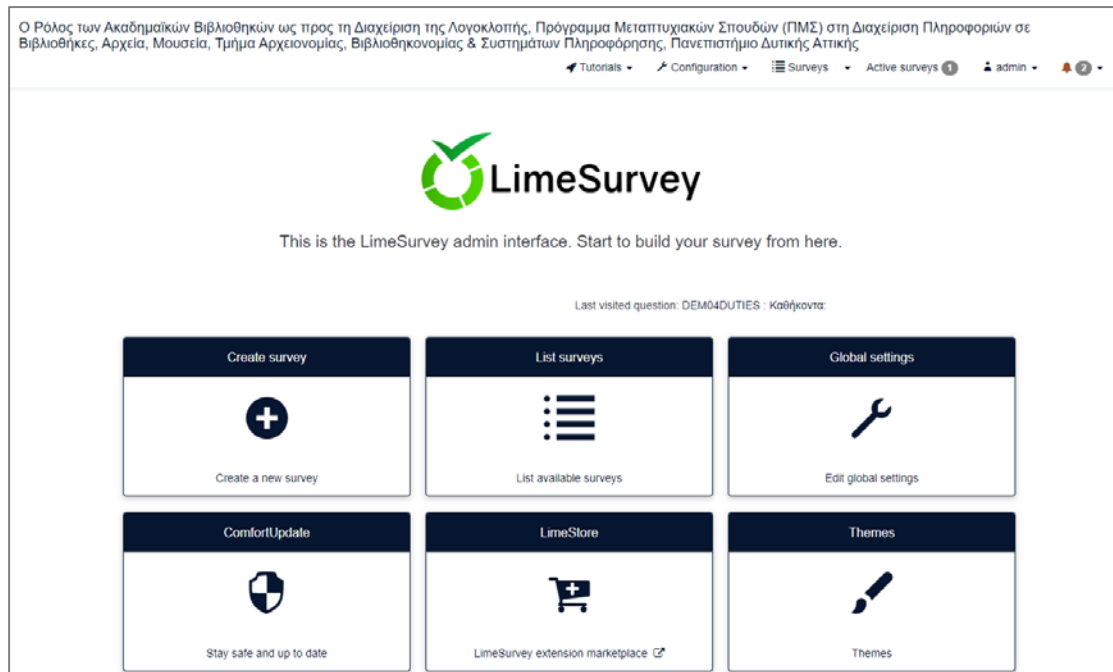 Ο Ρόλος των Ακαδημαϊκών Βιβλιοθηκών ως προς τη Διαχείριση της Λογοκλοπής, Πρόγραμμα Μεταπτυχιακών Σπουδών (ΠΜΣ) στη Διαχείριση Πληροφοριών σε
Βιβλιοθήκες, Αρχεία, Μουσεία, Τμήμα Αρχειονομίας, Βιβλιοθηκονομίας & Συστημάτων Πληροφόρησης, Πανεπιστήμιο Δυτικής Αττικής
Tutorials Configuration Surveys Active surveys 1 admin 2
LimeSurvey
This is the LimeSurvey admin interface. Start to build your survey from here.
Last visited question: DEM04DUTIES : Καθήκοντα:
Create survey List surveys Global settings
Create a new survey List available surveys Edit global settings
ComfortUpdate LimeStore Themes
Stay safe and up to date LimeSurvey extension marketplace Themes